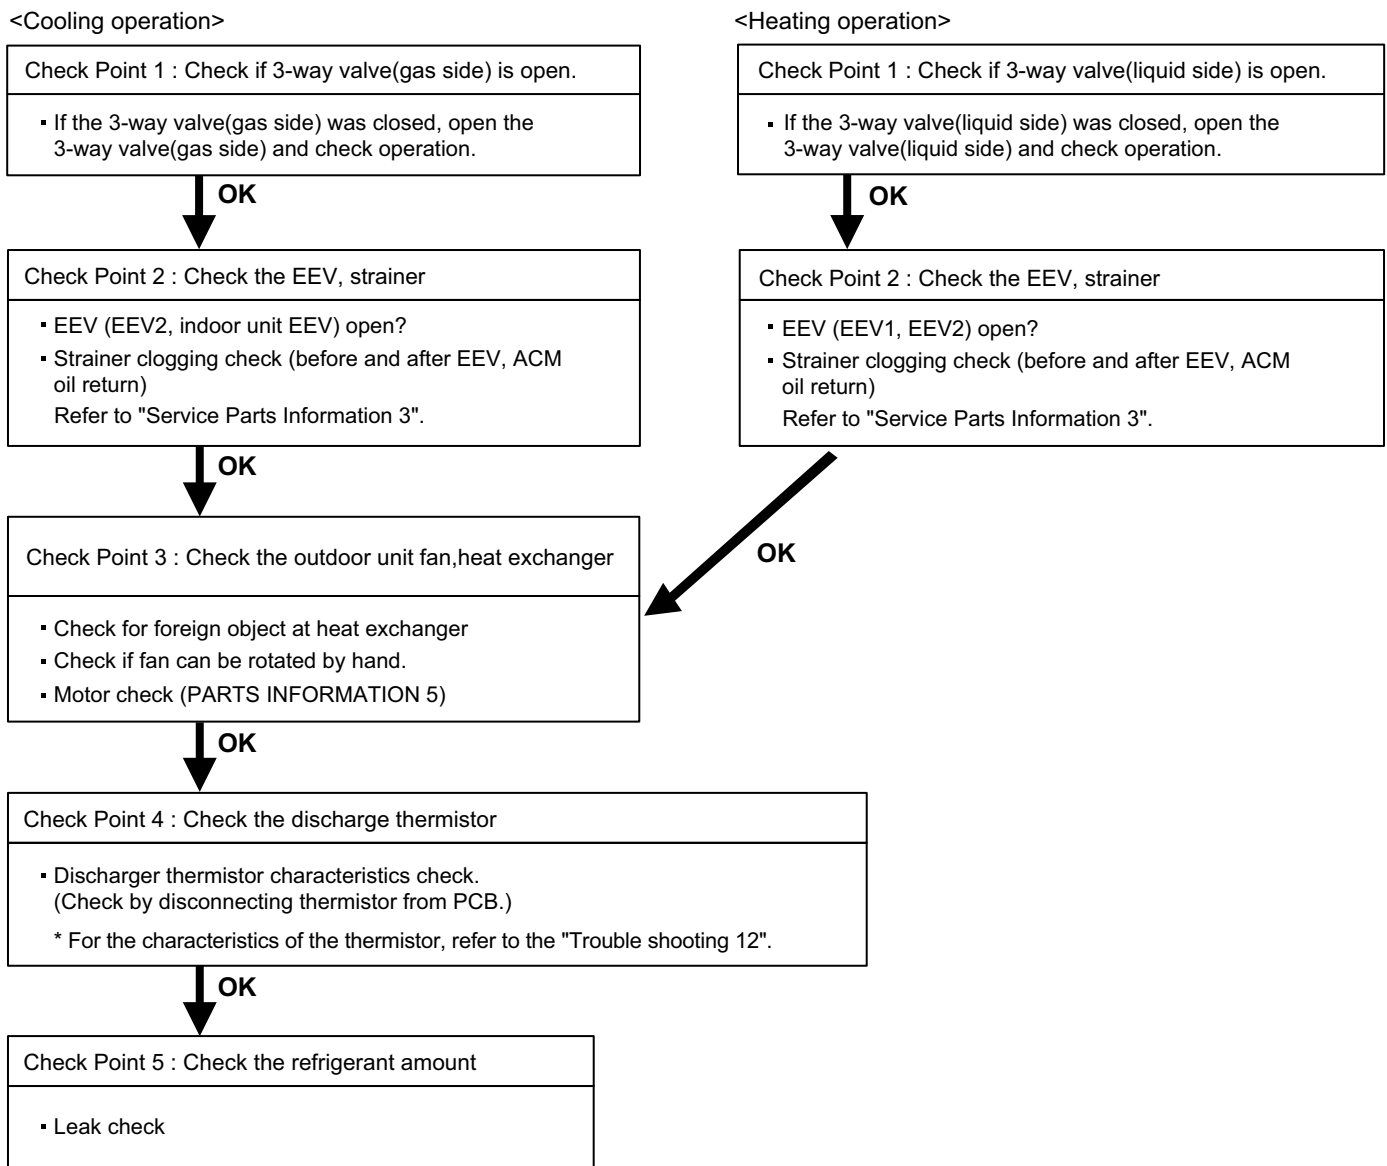 <Cooling operation>
Check Point 1 : Check if 3-way valve(gas side) is open.
▪ If the 3-way valve(gas side) was closed, open the
3-way valve(gas side) and check operation.
OK
Check Point 2 : Check the EEV, strainer
▪ EEV (EEV2, indoor unit EEV) open?
▪ Strainer clogging check (before and after EEV, ACM
oil return)
Refer to "Service Parts Information 3".
OK
<Heating operation>
Check Point 1 : Check if 3-way valve(liquid side) is open.
▪ If the 3-way valve(liquid side) was closed, open the
3-way valve(liquid side) and check operation.
OK
Check Point 2 : Check the EEV, strainer
▪ EEV (EEV1, EEV2) open?
▪ Strainer clogging check (before and after EEV, ACM
oil return)
Refer to "Service Parts Information 3".
OK
Check Point 3 : Check the outdoor unit fan,heat exchanger
▪ Check for foreign object at heat exchanger
▪ Check if fan can be rotated by hand.
▪ Motor check (PARTS INFORMATION 5)
OK
Check Point 4 : Check the discharge thermistor
▪ Discharger thermistor characteristics check.
(Check by disconnecting thermistor from PCB.)
* For the characteristics of the thermistor, refer to the "Trouble shooting 12".
OK
Check Point 5 : Check the refrigerant amount
▪ Leak check